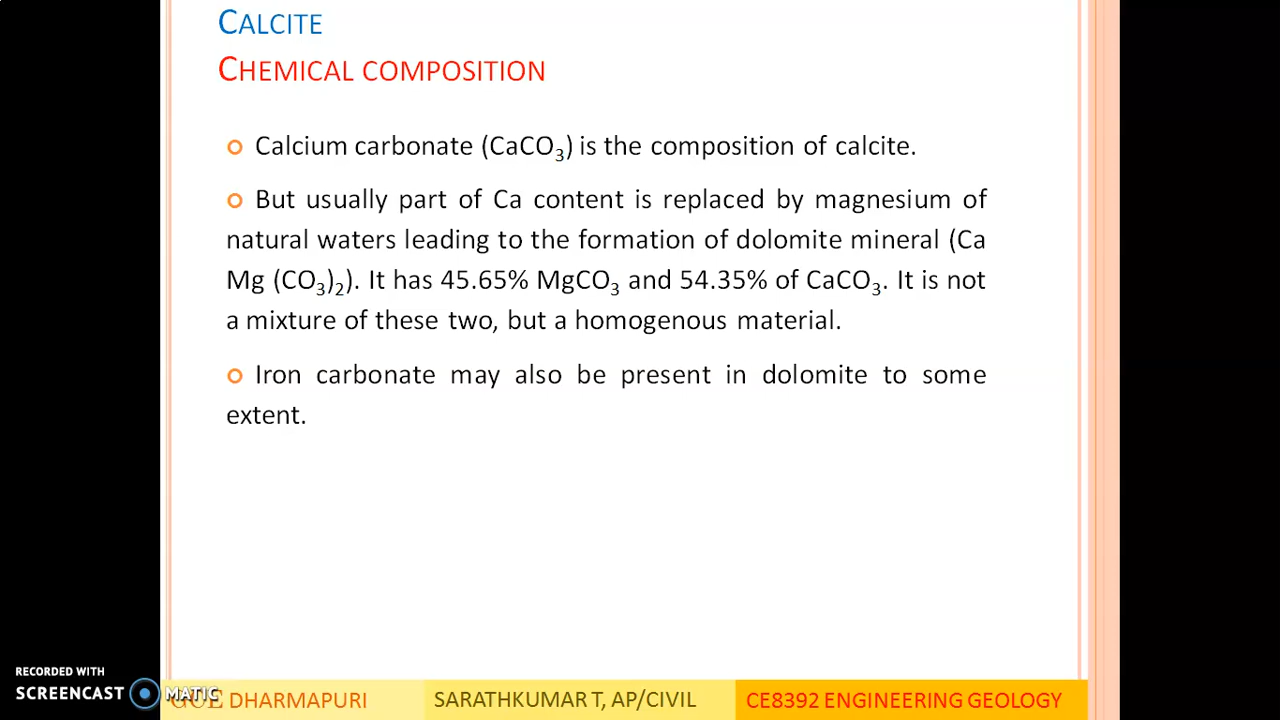 CALCITE
CHEMICAL COMPOSITION
Calcium carbonate (CaCO₃) is the composition of calcite.
But usually part of Ca content is replaced by magnesium of
natural waters leading to the formation of dolomite mineral (Ca
Mg (CO₃)₂). It has 45.65% MgCO₃ and 54.35% of CaCO₃. It is not
a mixture of these two, but a homogenous material.
Iron carbonate may also be present in dolomite to some
extent.
RECORDED WITH
SCREENCAST MATIC
DHARMAPURI
SARATHKUMAR T, AP/CIVIL
CE8392 ENGINEERING GEOLOGY